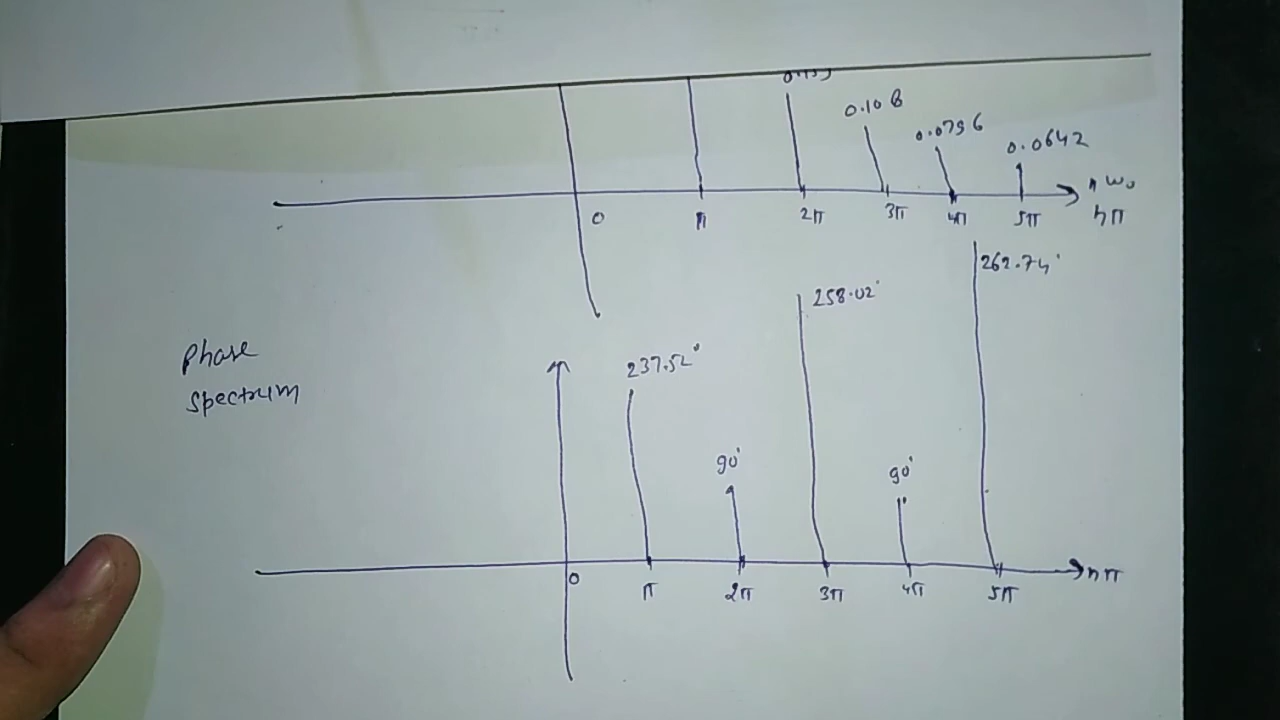 0.108
0.0796
0.0642
nω₀
0
π
2π
3π
4π
5π
nπ
262.74°
258.02°
Phase
spectrum
237.52°
90°
90°
0
π
2π
3π
4π
5π
nπ